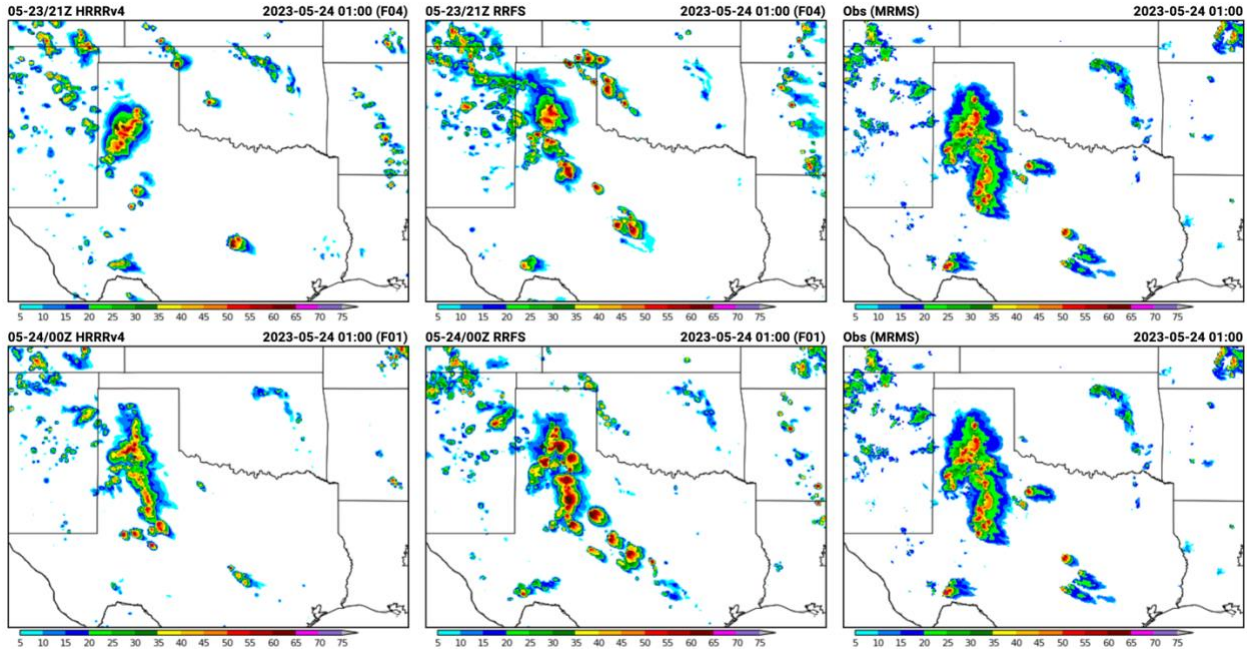 05-23/21Z HRRRv4 2023-05-24 01:00 (F04)
05-23/21Z RRFS 2023-05-24 01:00 (F04)
Obs (MRMS) 2023-05-24 01:00
5 10 15 20 25 30 35 40 45 50 55 60 65 70 75
5 10 15 20 25 30 35 40 45 50 55 60 65 70 75
5 10 15 20 25 30 35 40 45 50 55 60 65 70 75
05-24/00Z HRRRv4 2023-05-24 01:00 (F01)
05-24/00Z RRFS 2023-05-24 01:00 (F01)
Obs (MRMS) 2023-05-24 01:00
5 10 15 20 25 30 35 40 45 50 55 60 65 70 75
5 10 15 20 25 30 35 40 45 50 55 60 65 70 75
5 10 15 20 25 30 35 40 45 50 55 60 65 70 75